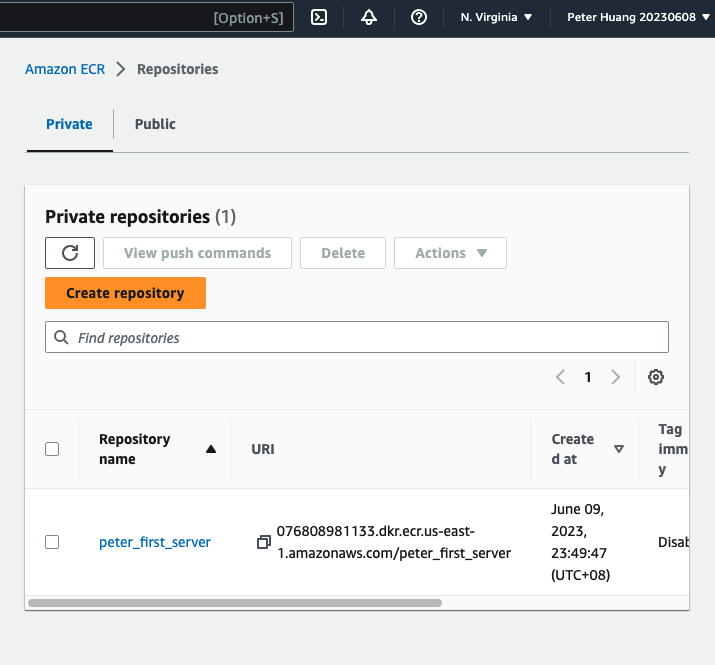 [Option+S] N. Virginia Peter Huang 20230608
Amazon ECR Repositories
Private Public
Private repositories (1)
View push commands Delete Actions
Create repository
Find repositories
1
Repository name URI Created at Tag imm y
peter_first_server
076808981133.dkr.ecr.us-east-
1.amazonaws.com/peter_first_server
June 09,
2023,
23:49:47
(UTC+08)
Disab